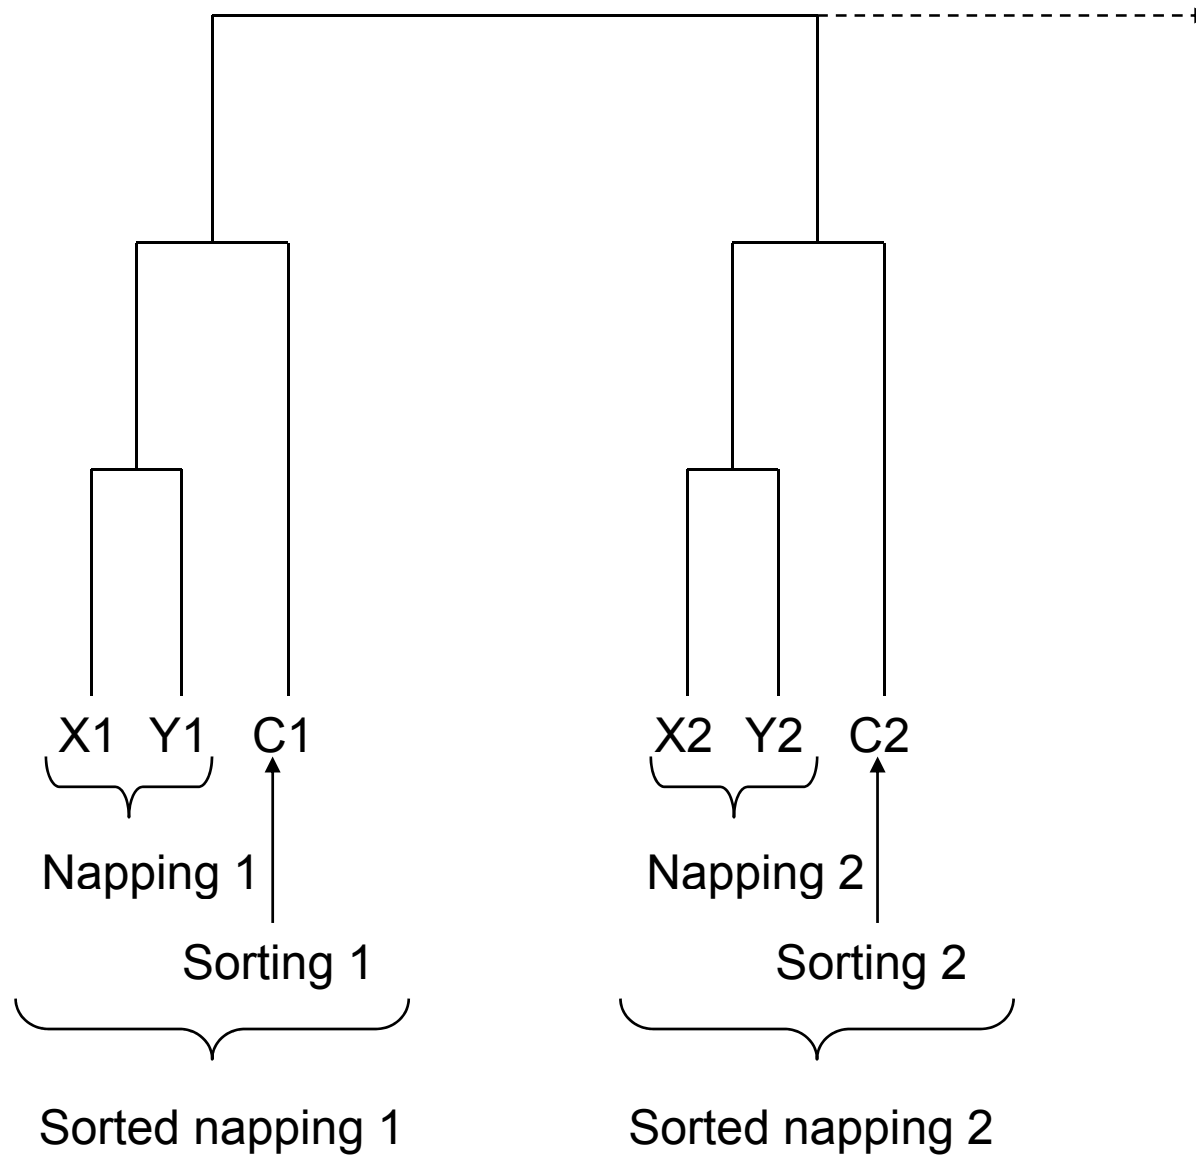 X1 Y1 C1 X2 Y2 C2
Napping 1 Napping 2
Sorting 1 Sorting 2
Sorted napping 1 Sorted napping 2